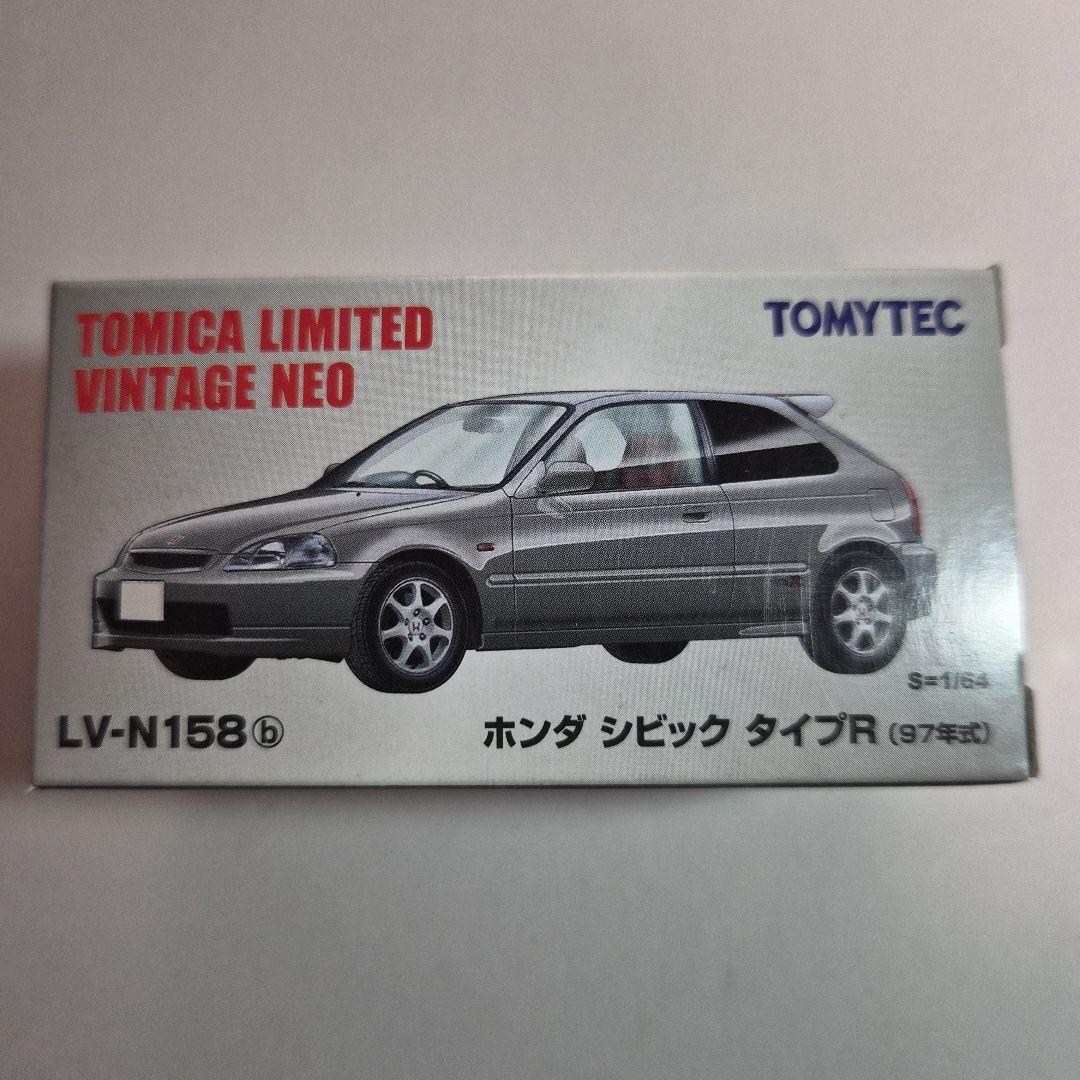 TOMICA LIMITED
VINTAGE NEO
TOMYTEC
S=1/64
LV-N158ⓑ
ホンダ シビック タイプR (97年式)